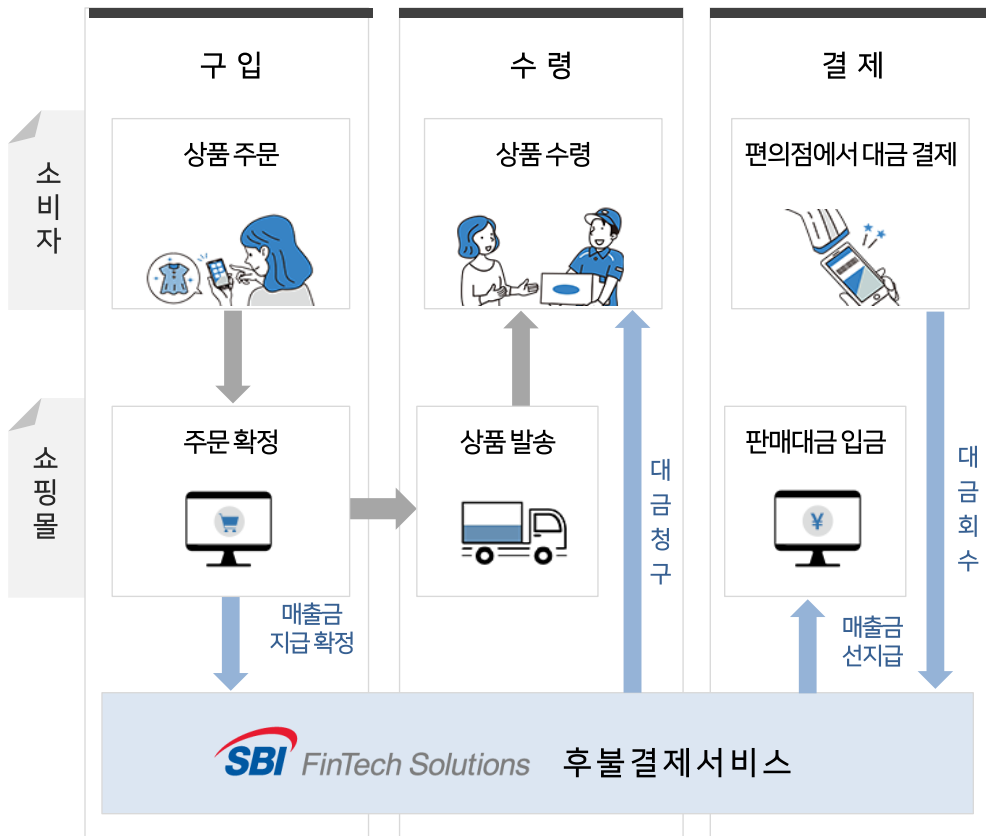 구 입
수 령
결 제
소비자
상품 주문
상품 수령
편의점에서 대금 결제
쇼핑몰
주문 확정
상품 발송
판매대금 입금
¥
대금청구
대금회수
매출금
지급 확정
매출금
선지급
SBI FinTech Solutions 후불결제서비스